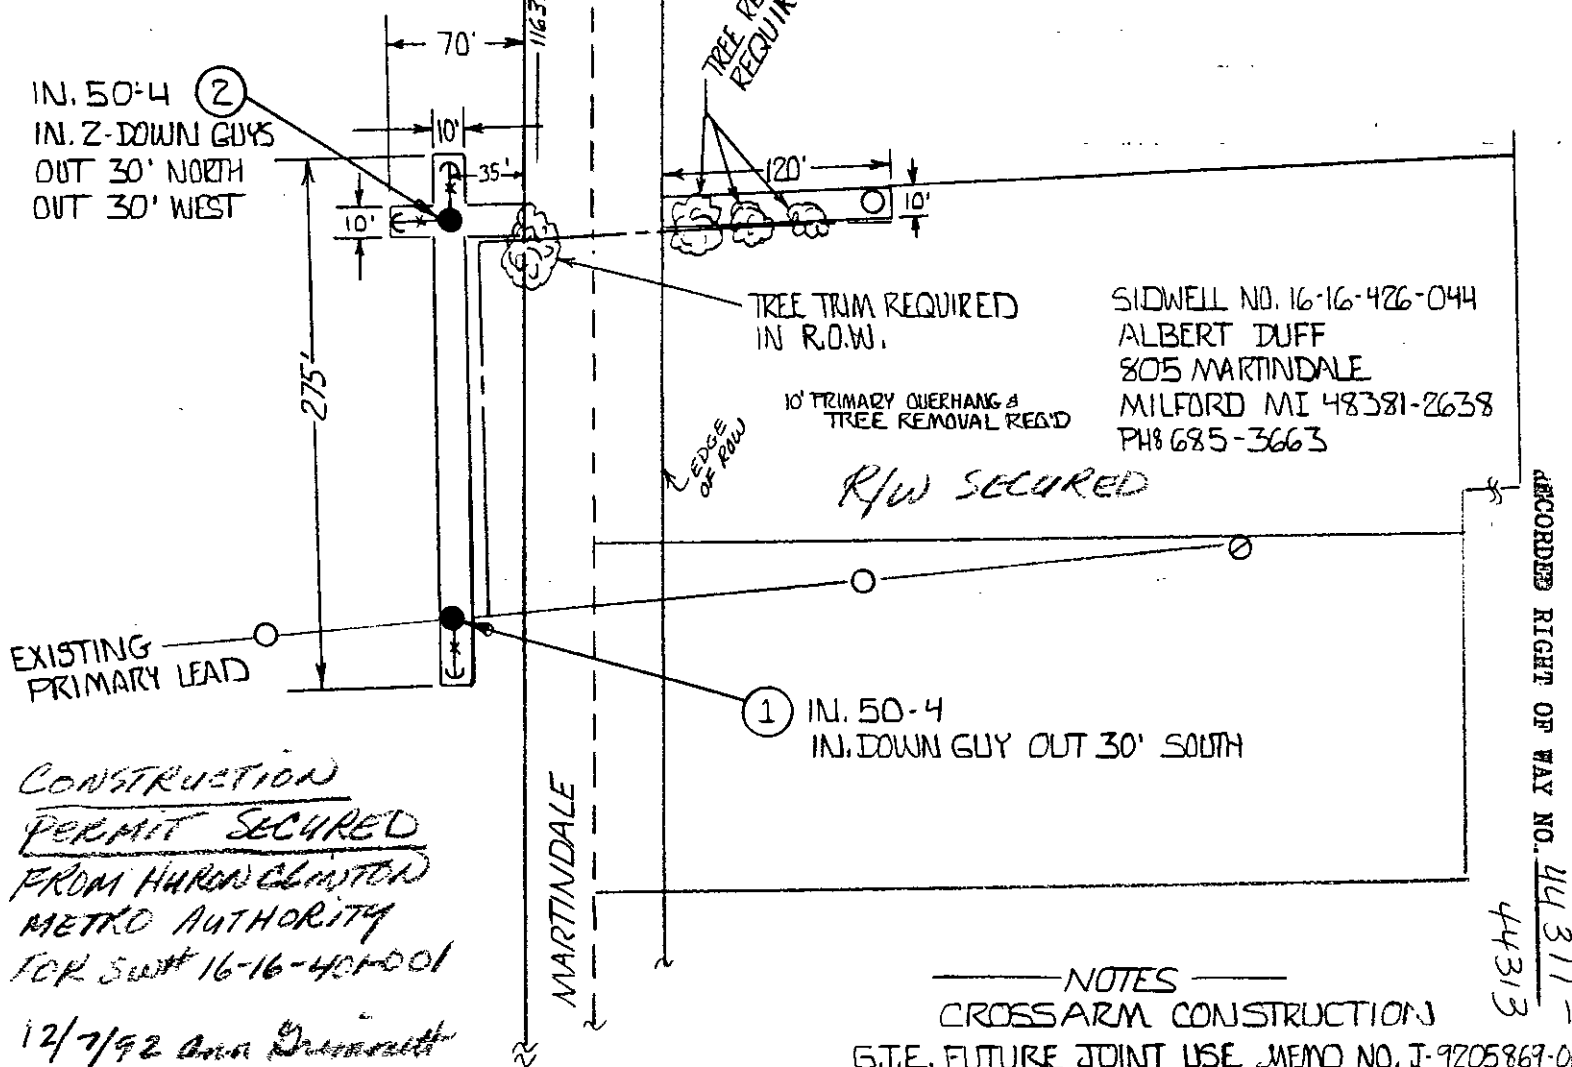 70'
1163
TREE RE
REQUIR
IN. 50-4 2
IN. 2-DOWN GUYS
OUT 30' NORTH
OUT 30' WEST
10'
35'
10'
120'
10'
275'
TREE TRIM REQUIRED
IN R.O.W.
10' PRIMARY OVERHANG &
TREE REMOVAL REQ'D
SIDWELL NO. 16-16-426-044
ALBERT DUFF
805 MARTINDALE
MILFORD MI 48381-2638
PH: 685-3663
EDGE
OF ROW
R/W SECURED
EXISTING
PRIMARY LEAD
1 IN. 50-4
IN. DOWN GUY OUT 30' SOUTH
MARTINDALE
CONSTRUCTION
PERMIT SECURED
FROM HURON CLINTON
METRO AUTHORITY
FOR SW# 16-16-401-001
12/7/92 Ann
RECORDED RIGHT OF WAY NO. 44311-
44313
NOTES
CROSSARM CONSTRUCTION
G.T.E. FUTURE JOINT USE MEMO NO. J-9205869-0